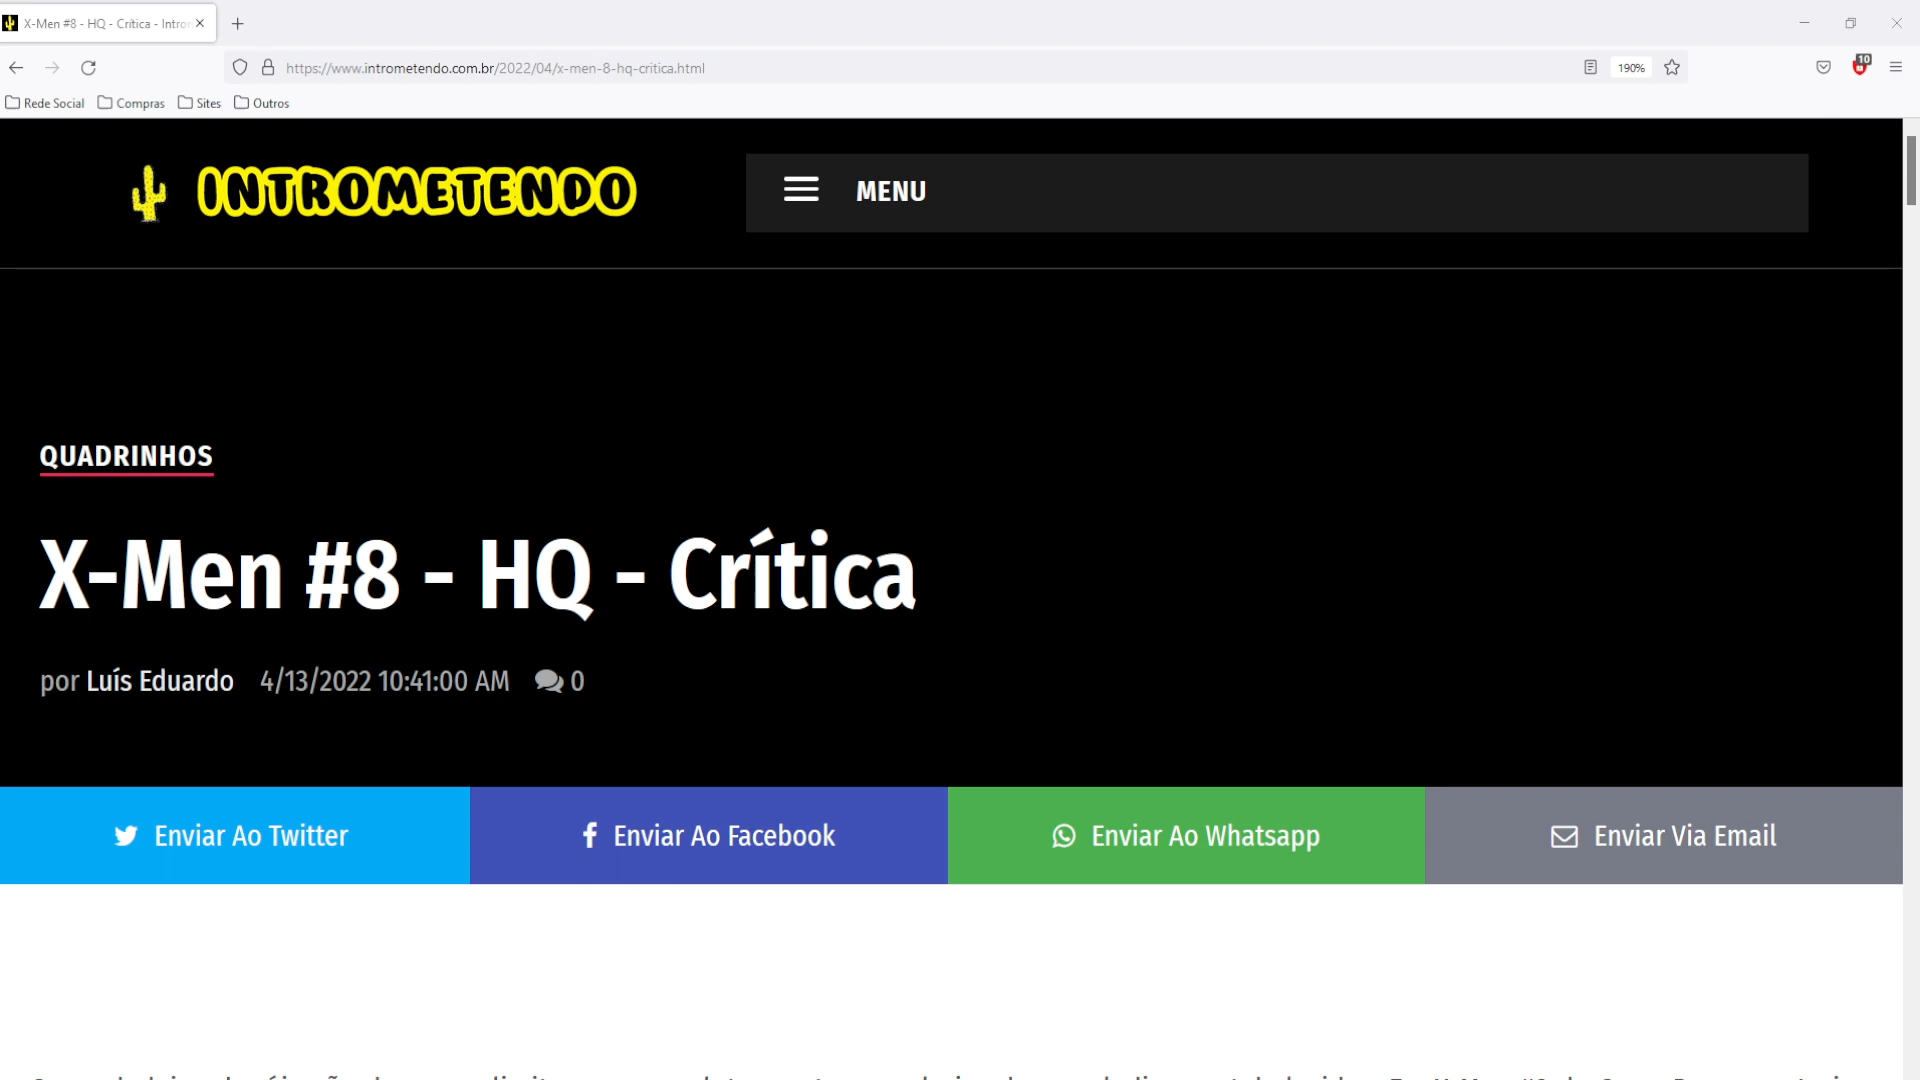 X-Men #8 - HQ - Crítica - Intro
https://www.intrometendo.com.br/2022/04/x-men-8-hq-critica.html
190%
10
Rede Social
Compras
Sites
Outros
INTROMETENDO
MENU
QUADRINHOS
X-Men #8 - HQ - Crítica
por Luís Eduardo 4/13/2022 10:41:00 AM 0
Enviar Ao Twitter
Enviar Ao Facebook
Enviar Ao Whatsapp
Enviar Via Email